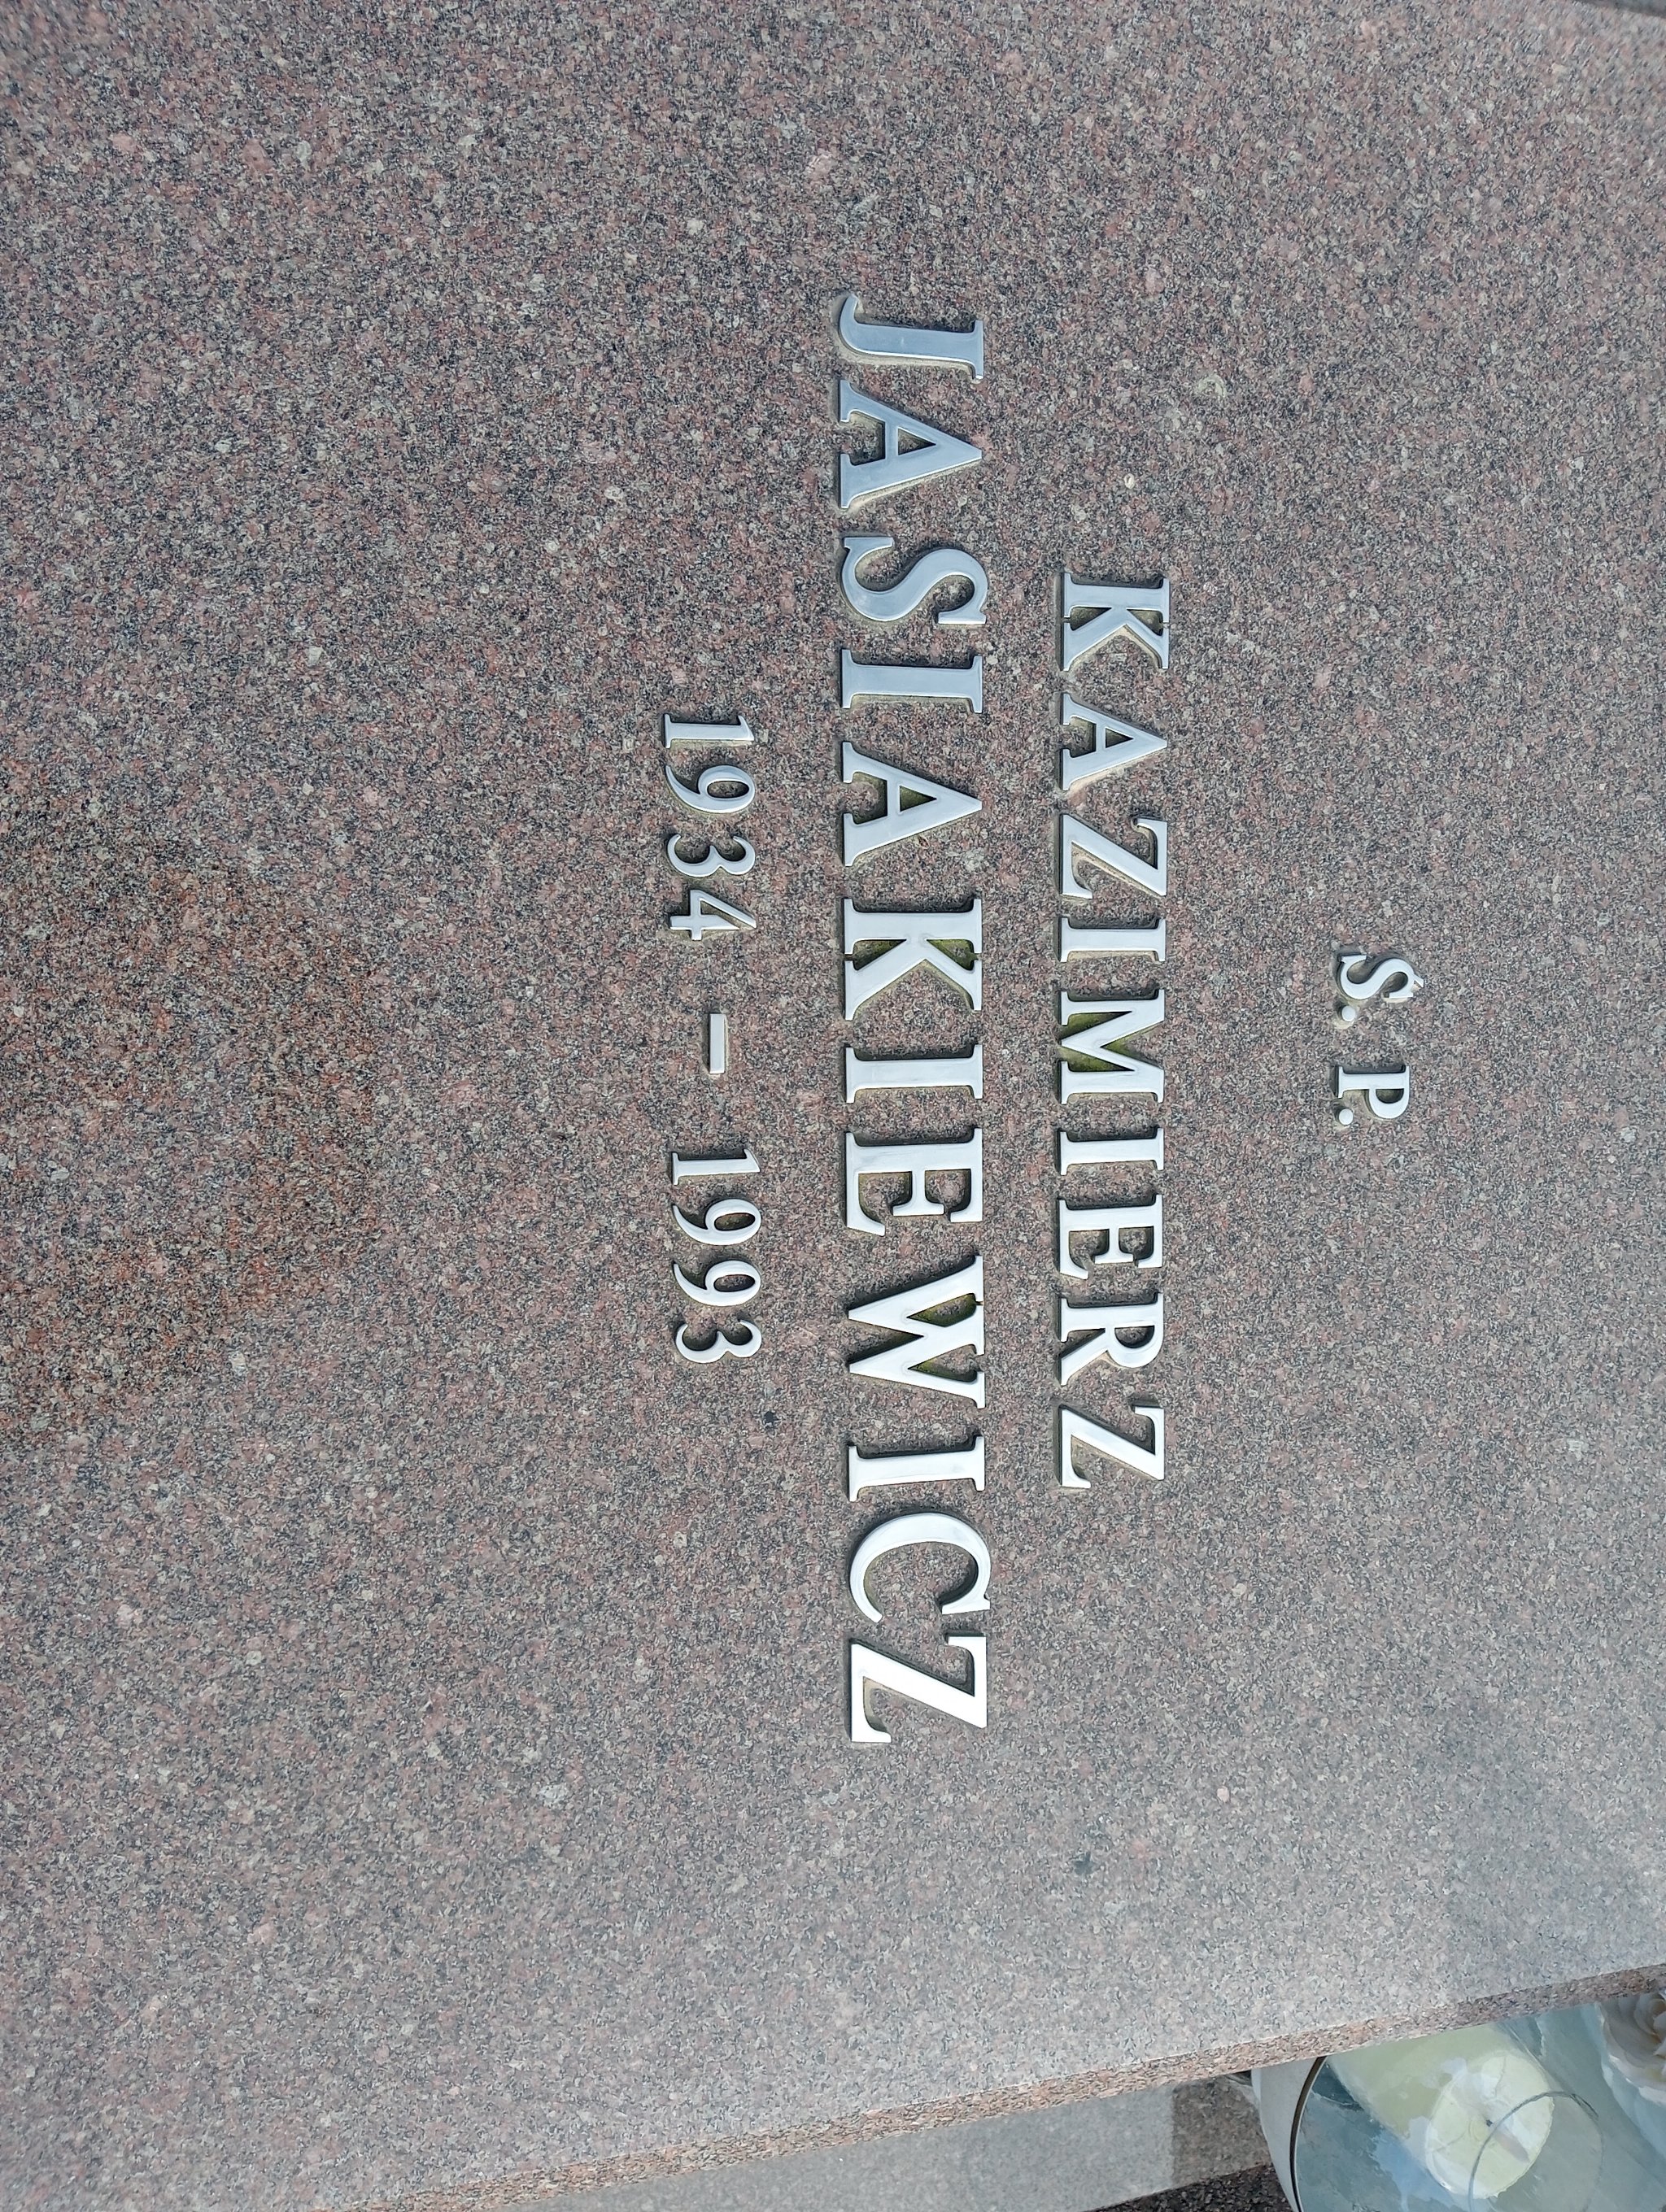 Ś. P.
KAZIMIERZ
JASIAKIEWICZ
1934 – 1993